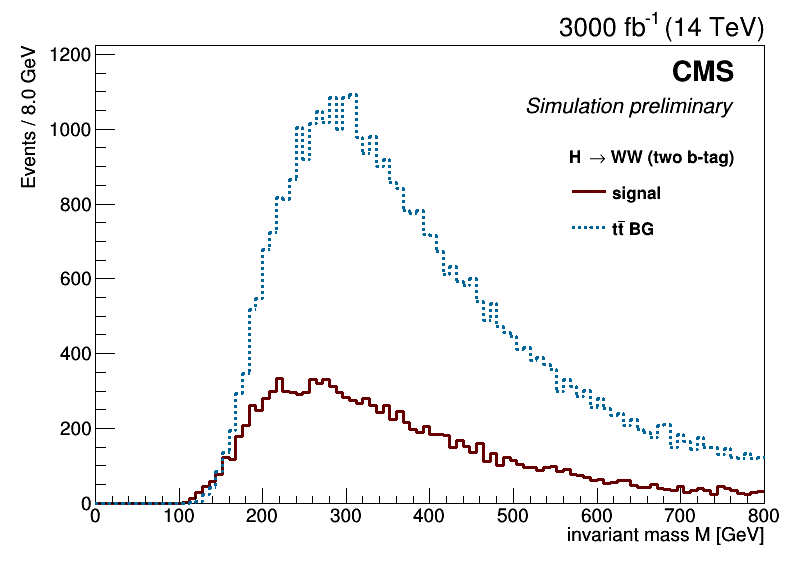 3000 fb⁻¹ (14 TeV)
Events / 8.0 GeV
1200
1000
800
600
400
200
0
CMS
Simulation preliminary
H → WW (two b-tag)
signal
tt̄ BG
0 100 200 300 400 500 600 700 800
invariant mass M [GeV]